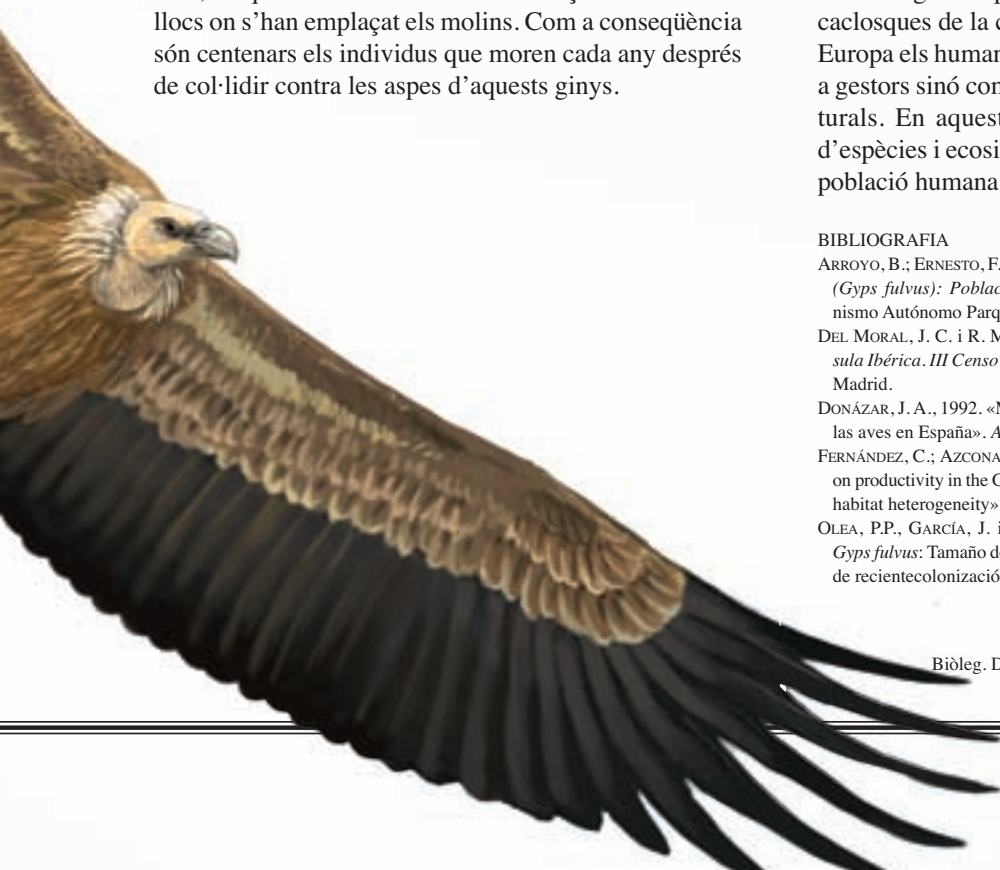 llocs on s’han emplaçat els molins. Com a conseqüència
són centenars els individus que moren cada any després
de col·lidir contra les aspes d’aquests ginys.
caclosques de la
Europa els human
a gestors sinó com
turals. En aquest
d’espècies i ecosi
població humana
BIBLIOGRAFIA
ARROYO, B.; ERNESTO, F.
(Gyps fulvus): Poblac
nismo Autónomo Parq
DEL MORAL, J. C. i R. M
sula Ibérica. III Censo
Madrid.
DONÁZAR, J. A., 1992. «M
las aves en España». A
FERNÁNDEZ, C.; AZCONA
on productivity in the G
habitat heterogeneity»
OLEA, P.P., GARCÍA, J. i
Gyps fulvus: Tamaño de
de recientecolonizació
Biòleg. D